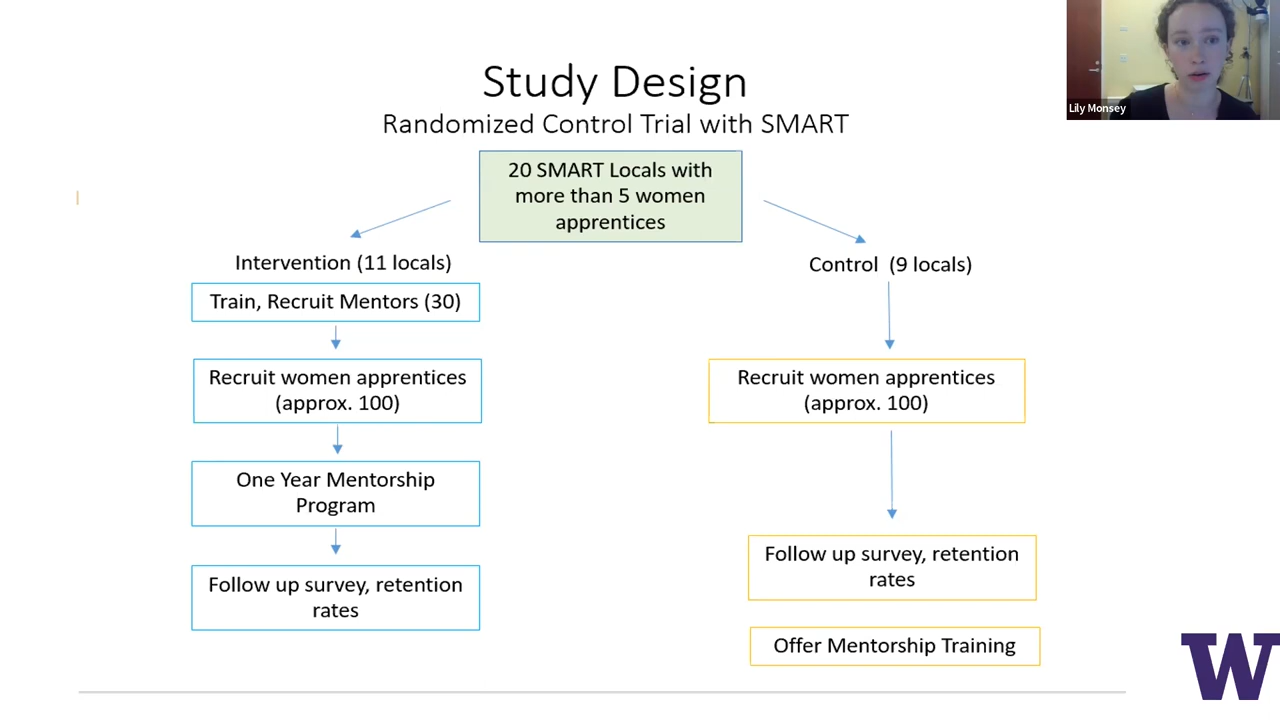 Study Design
Randomized Control Trial with SMART
20 SMART Locals with
more than 5 women
apprentices
Intervention (11 locals)
Train, Recruit Mentors (30)
Recruit women apprentices
(approx. 100)
One Year Mentorship
Program
Follow up survey, retention
rates
Control (9 locals)
Recruit women apprentices
(approx. 100)
Follow up survey, retention
rates
Offer Mentorship Training
Lily Monsey
W